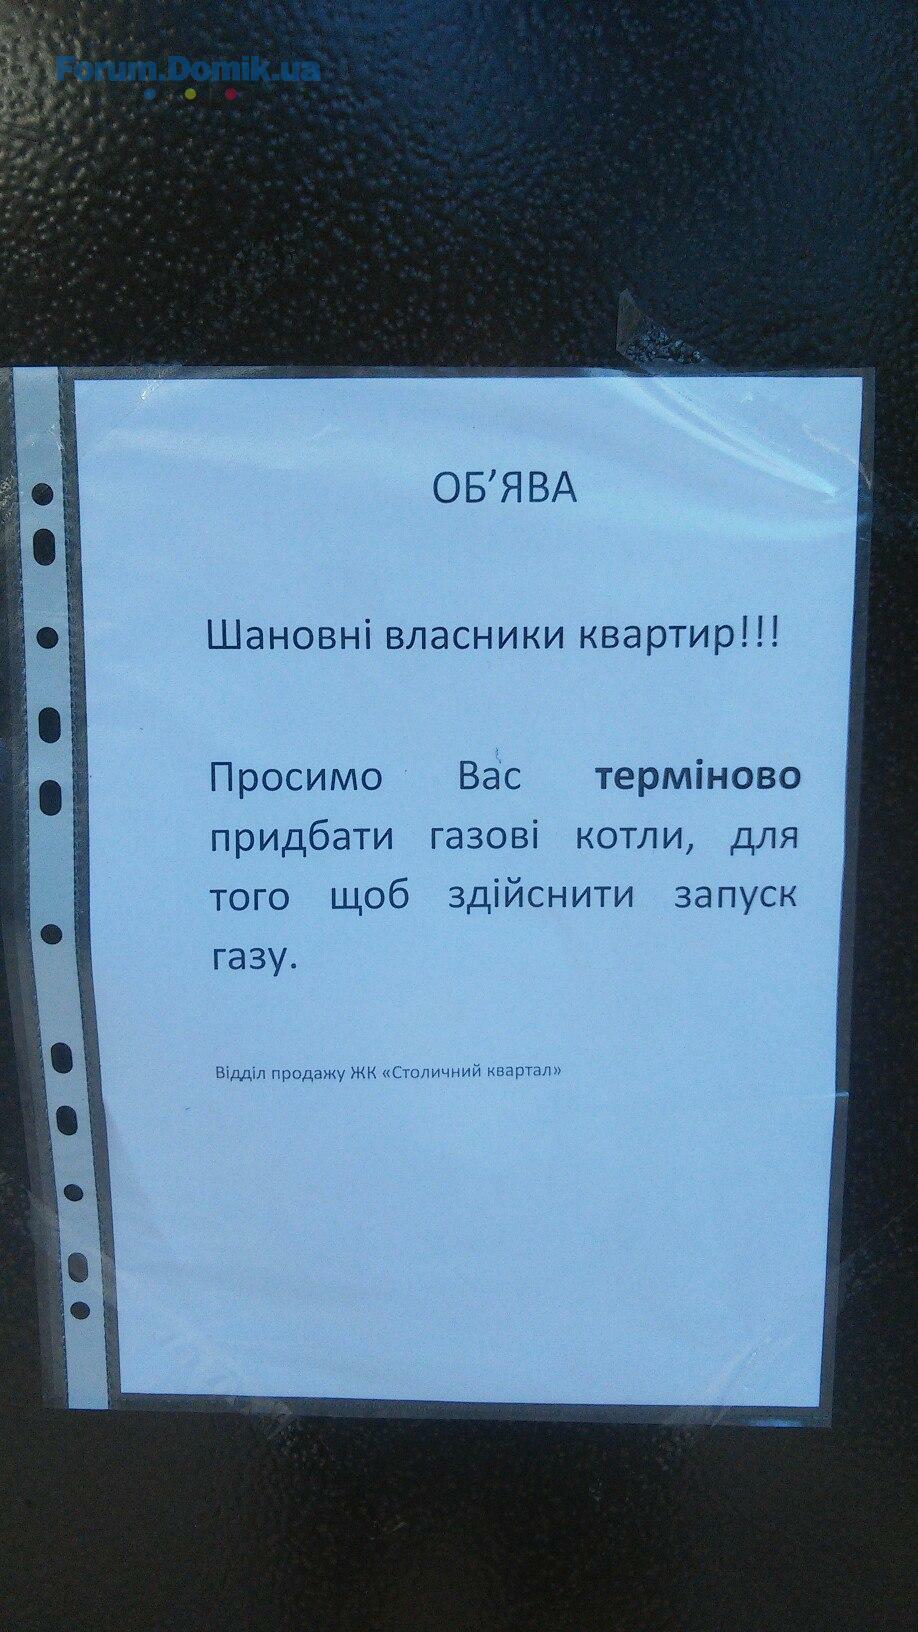 Forum.Domik.ua
ОБ’ЯВА
Шановні власники квартир!!!
Просимо Вас терміново
придбати газові котли, для
того щоб здійснити запуск
газу.
Відділ продажу ЖК «Столичний квартал»